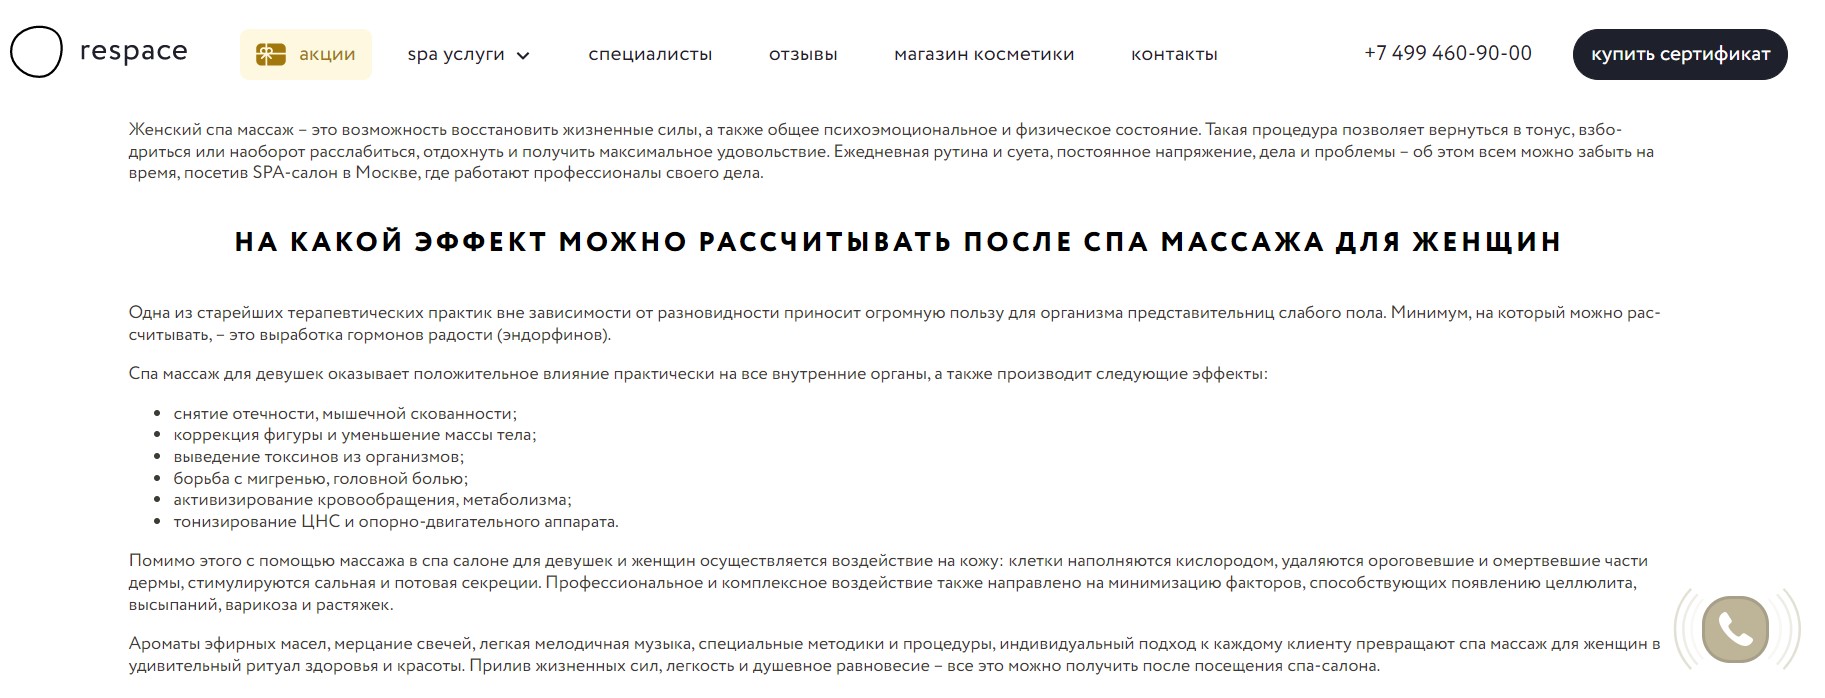 respace
акции
spa услуги
специалисты
отзывы
магазин косметики
контакты
+7 499 460-90-00
купить сертификат
Женский спа массаж – это возможность восстановить жизненные силы, а также общее психоэмоциональное и физическое состояние. Такая процедура позволяет вернуться в тонус, взбо-
дриться или наоборот расслабиться, отдохнуть и получить максимальное удовольствие. Ежедневная рутина и суета, постоянное напряжение, дела и проблемы – об этом всем можно забыть на
время, посетив SPA-салон в Москве, где работают профессионалы своего дела.
НА КАКОЙ ЭФФЕКТ МОЖНО РАССЧИТЫВАТЬ ПОСЛЕ СПА МАССАЖА ДЛЯ ЖЕНЩИН
Одна из старейших терапевтических практик вне зависимости от разновидности приносит огромную пользу для организма представительниц слабого пола. Минимум, на который можно рас-
считывать, – это выработка гормонов радости (эндорфинов).
Спа массаж для девушек оказывает положительное влияние практически на все внутренние органы, а также производит следующие эффекты:
• снятие отечности, мышечной скованности;
• коррекция фигуры и уменьшение массы тела;
• выведение токсинов из организмов;
• борьба с мигренью, головной болью;
• активизирование кровообращения, метаболизма;
• тонизирование ЦНС и опорно-двигательного аппарата.
Помимо этого с помощью массажа в спа салоне для девушек и женщин осуществляется воздействие на кожу: клетки наполняются кислородом, удаляются ороговевшие и омертвевшие части
дермы, стимулируются сальная и потовая секреции. Профессиональное и комплексное воздействие также направлено на минимизацию факторов, способствующих появлению целлюлита,
высыпаний, варикоза и растяжек.
Ароматы эфирных масел, мерцание свечей, легкая мелодичная музыка, специальные методики и процедуры, индивидуальный подход к каждому клиенту превращают спа массаж для женщин в
удивительный ритуал здоровья и красоты. Прилив жизненных сил, легкость и душевное равновесие – все это можно получить после посещения спа-салона.